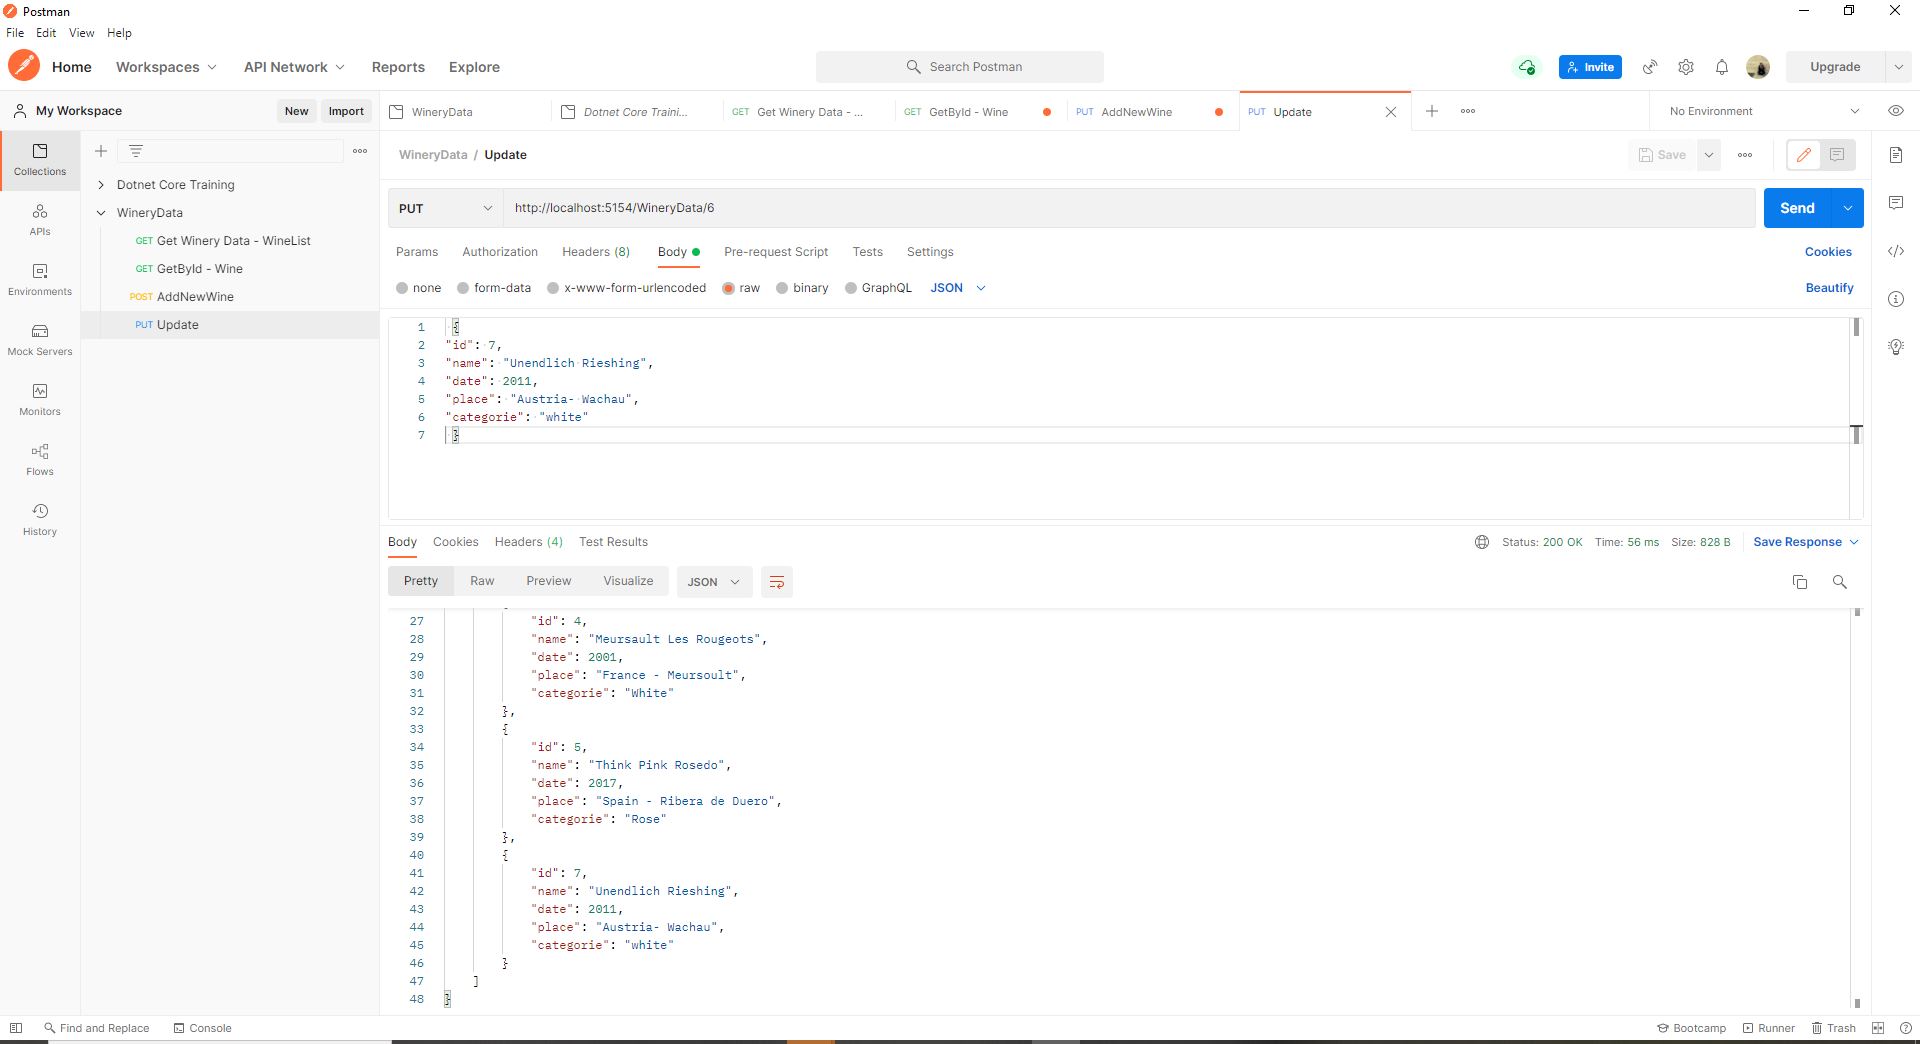 Postman
File Edit View Help
Home Workspaces API Network Reports Explore Search Postman Invite Upgrade
My Workspace New Import WineryData Dotnet Core Traini... GET Get Winery Data - ... GET GetById - Wine PUT AddNewWine PUT Update No Environment
Collections
APIs
Environments
Mock Servers
Monitors
Flows
History
Dotnet Core Training
WineryData
GET Get Winery Data - WineList
GET GetById - Wine
POST AddNewWine
PUT Update
WineryData / Update Save
PUT http://localhost:5154/WineryData/6 Send
Params Authorization Headers (8) Body Pre-request Script Tests Settings Cookies
none form-data x-www-form-urlencoded raw binary GraphQL JSON Beautify
1 {
2 "id": 7,
3 "name": "Unendlich Rieshing",
4 "date": 2011,
5 "place": "Austria- Wachau",
6 "categorie": "white"
7 }
Body Cookies Headers (4) Test Results Status: 200 OK Time: 56 ms Size: 828 B Save Response
Pretty Raw Preview Visualize JSON
27 "id": 4,
28 "name": "Meursault Les Rougeots",
29 "date": 2001,
30 "place": "France - Meursoult",
31 "categorie": "White"
32 },
33 {
34 "id": 5,
35 "name": "Think Pink Rosedo",
36 "date": 2017,
37 "place": "Spain - Ribera de Duero",
38 "categorie": "Rose"
39 },
40 {
41 "id": 7,
42 "name": "Unendlich Rieshing",
43 "date": 2011,
44 "place": "Austria- Wachau",
45 "categorie": "white"
46 }
47 ]
48 }
Find and Replace Console Bootcamp Runner Trash